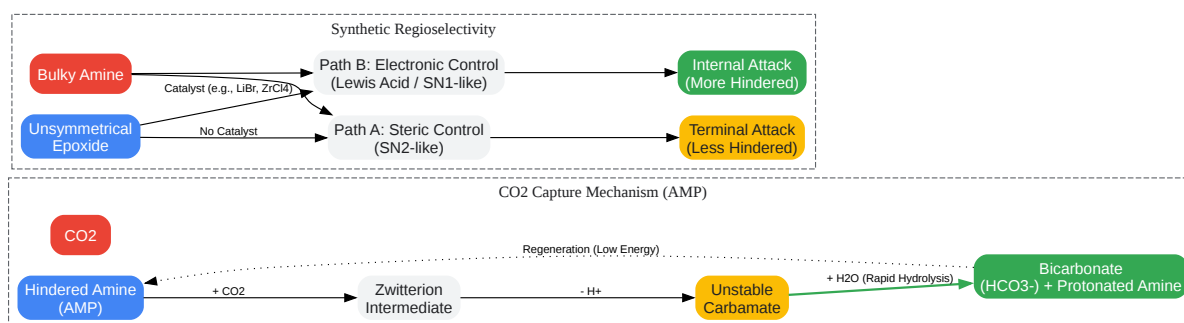 Synthetic Regioselectivity
Bulky Amine
Path B: Electronic Control
(Lewis Acid / SN1-like)
Internal Attack
(More Hindered)
Catalyst (e.g., LiBr, ZrCl4)
Unsymmetrical
Epoxide
No Catalyst
Path A: Steric Control
(SN2-like)
Terminal Attack
(Less Hindered)
CO2 Capture Mechanism (AMP)
CO2
Regeneration (Low Energy)
Hindered Amine
(AMP)
+ CO2
Zwitterion
Intermediate
- H+
Unstable
Carbamate
+ H2O (Rapid Hydrolysis)
Bicarbonate
(HCO3-) + Protonated Amine